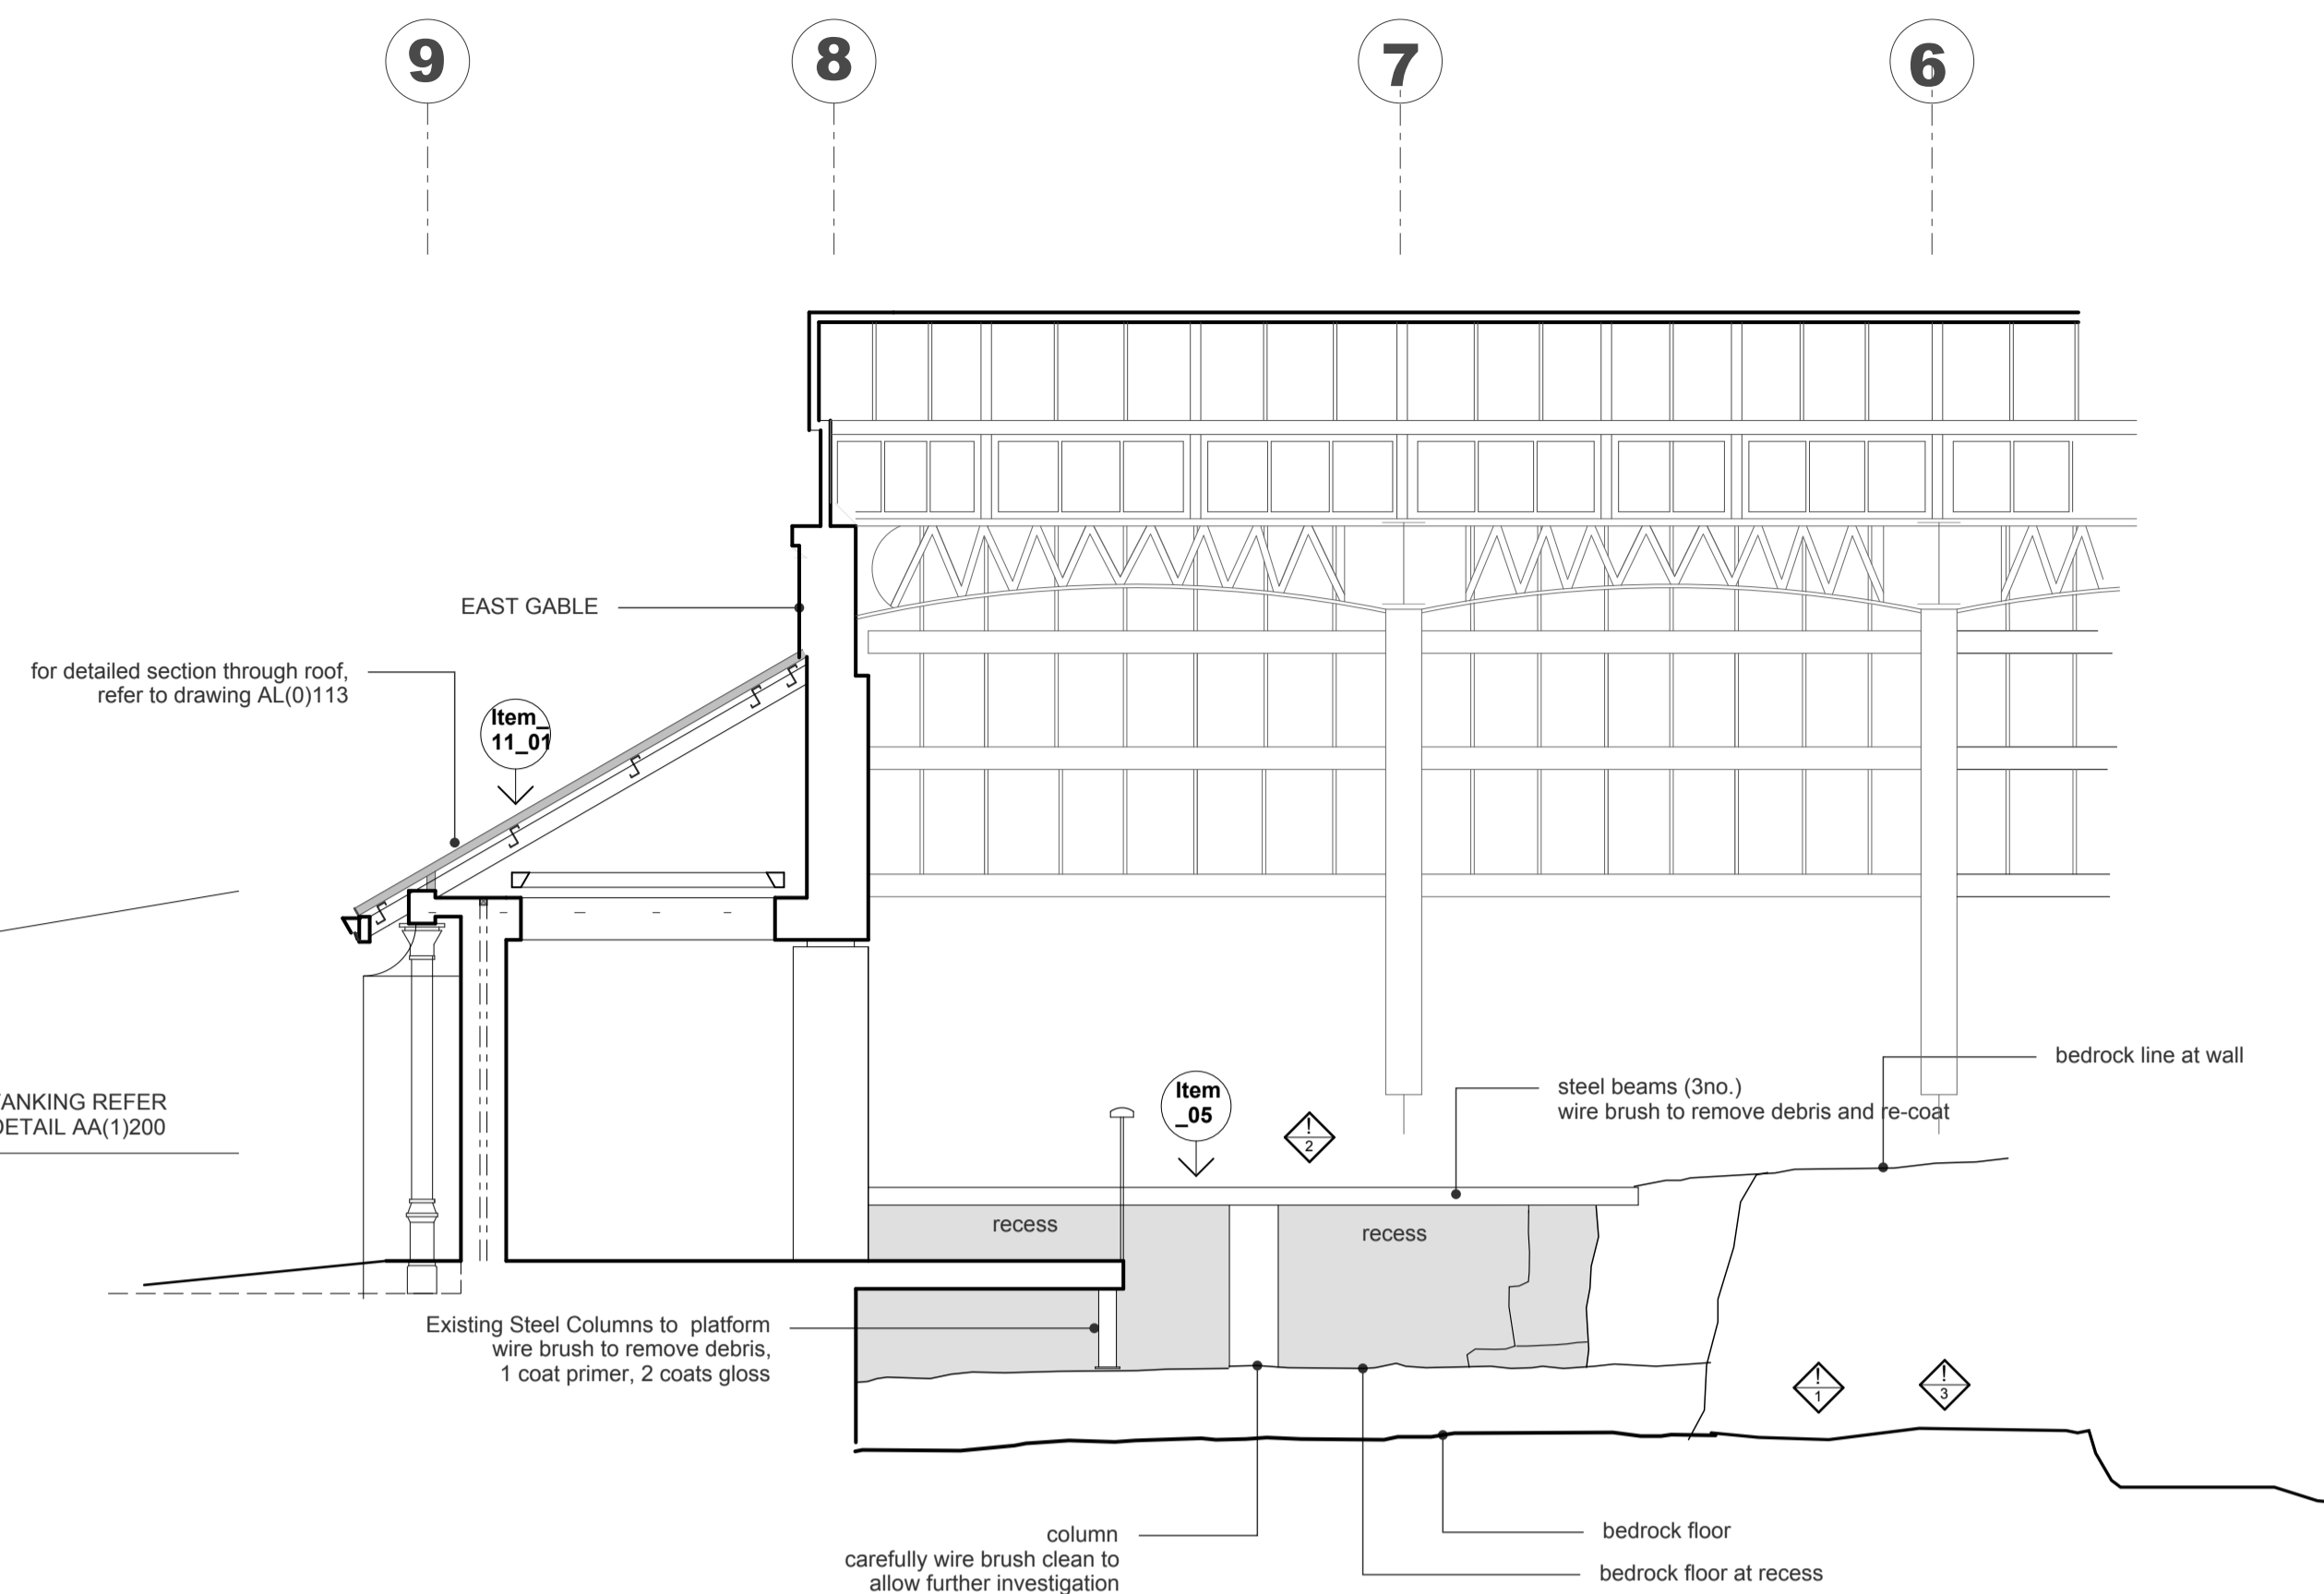 9
8
7
6
EAST GABLE
for detailed section through roof,
refer to drawing AL(0)113
Item_
11_01
bedrock line at wall
steel beams (3no.)
wire brush to remove debris and re-coat
Item
_05
!
2
REFER
DETAIL AA(1)200
recess
recess
Existing Steel Columns to platform
wire brush to remove debris,
1 coat primer, 2 coats gloss
!
1
!
3
column
carefully wire brush clean to
allow further investigation
bedrock floor
bedrock floor at recess